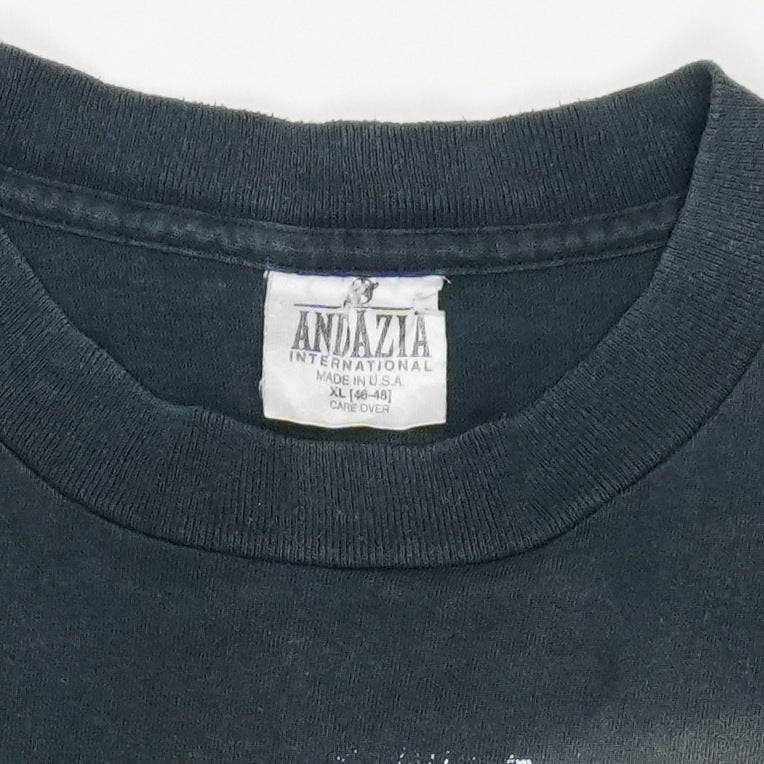 ANDAZIA
INTERNATIONAL
MADE IN U.S.A.
XL [46-48]
CARE OVER